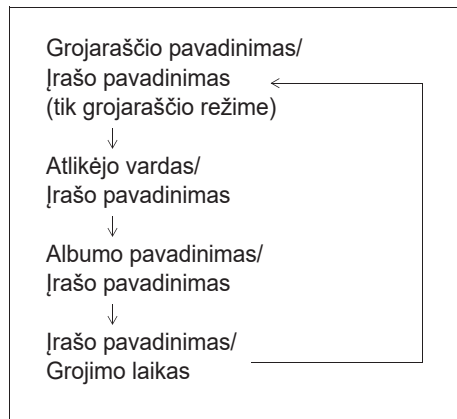 Grojaraščio pavadinimas/
Įrašo pavadinimas
(tik grojaraščio režime)
Atlikėjo vardas/
Įrašo pavadinimas
Albumo pavadinimas/
Įrašo pavadinimas
Įrašo pavadinimas/
Grojimo laikas